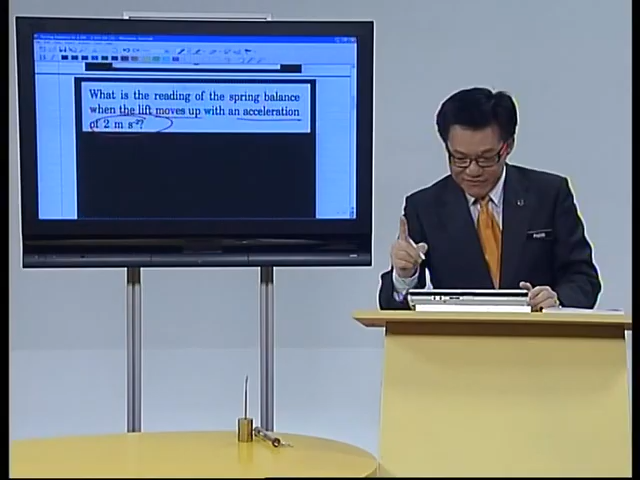 What is the reading of the spring balance
when the lift moves up with an acceleration
of 2 m s⁻²?